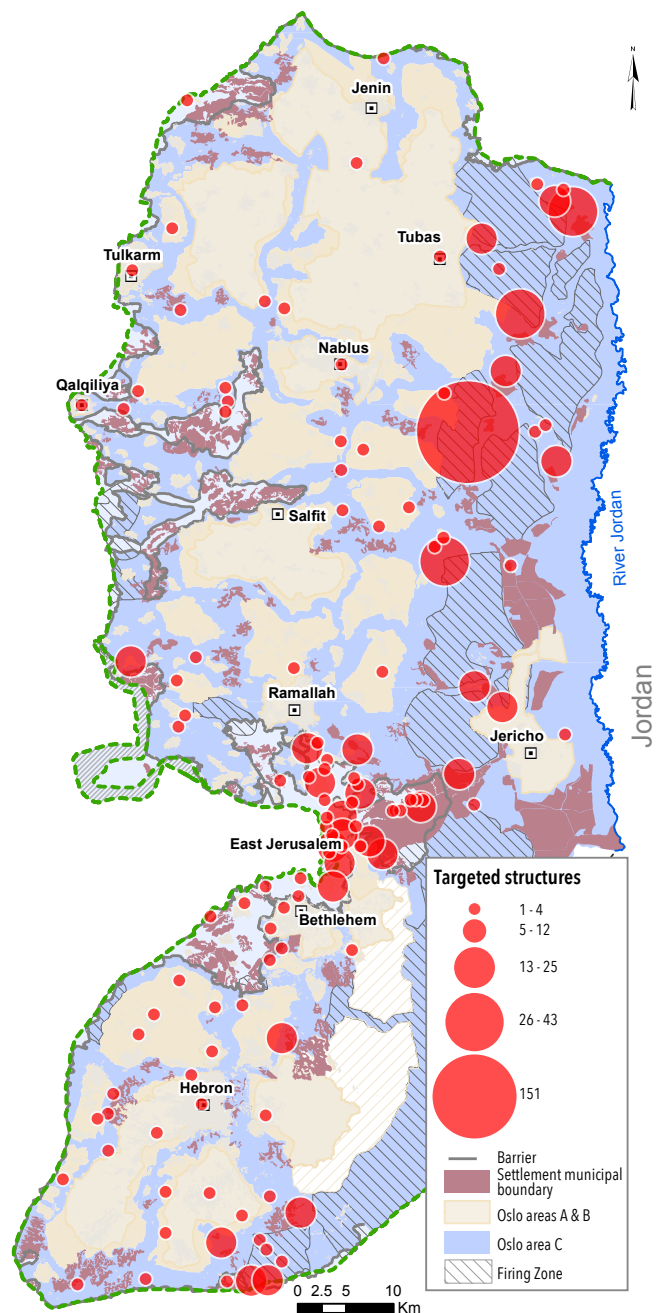 N
Jenin
Tubas
Tulkarm
Nablus
Qalqiliya
Salfit
River Jordan
Ramallah
Jericho
Jordan
East Jerusalem
Bethlehem
Hebron
Targeted structures
1 - 4
5 - 12
13 - 25
26 - 43
151
Barrier
Settlement municipal
boundary
Oslo areas A & B
Oslo area C
Firing Zone
0 2.5 5 10
Km